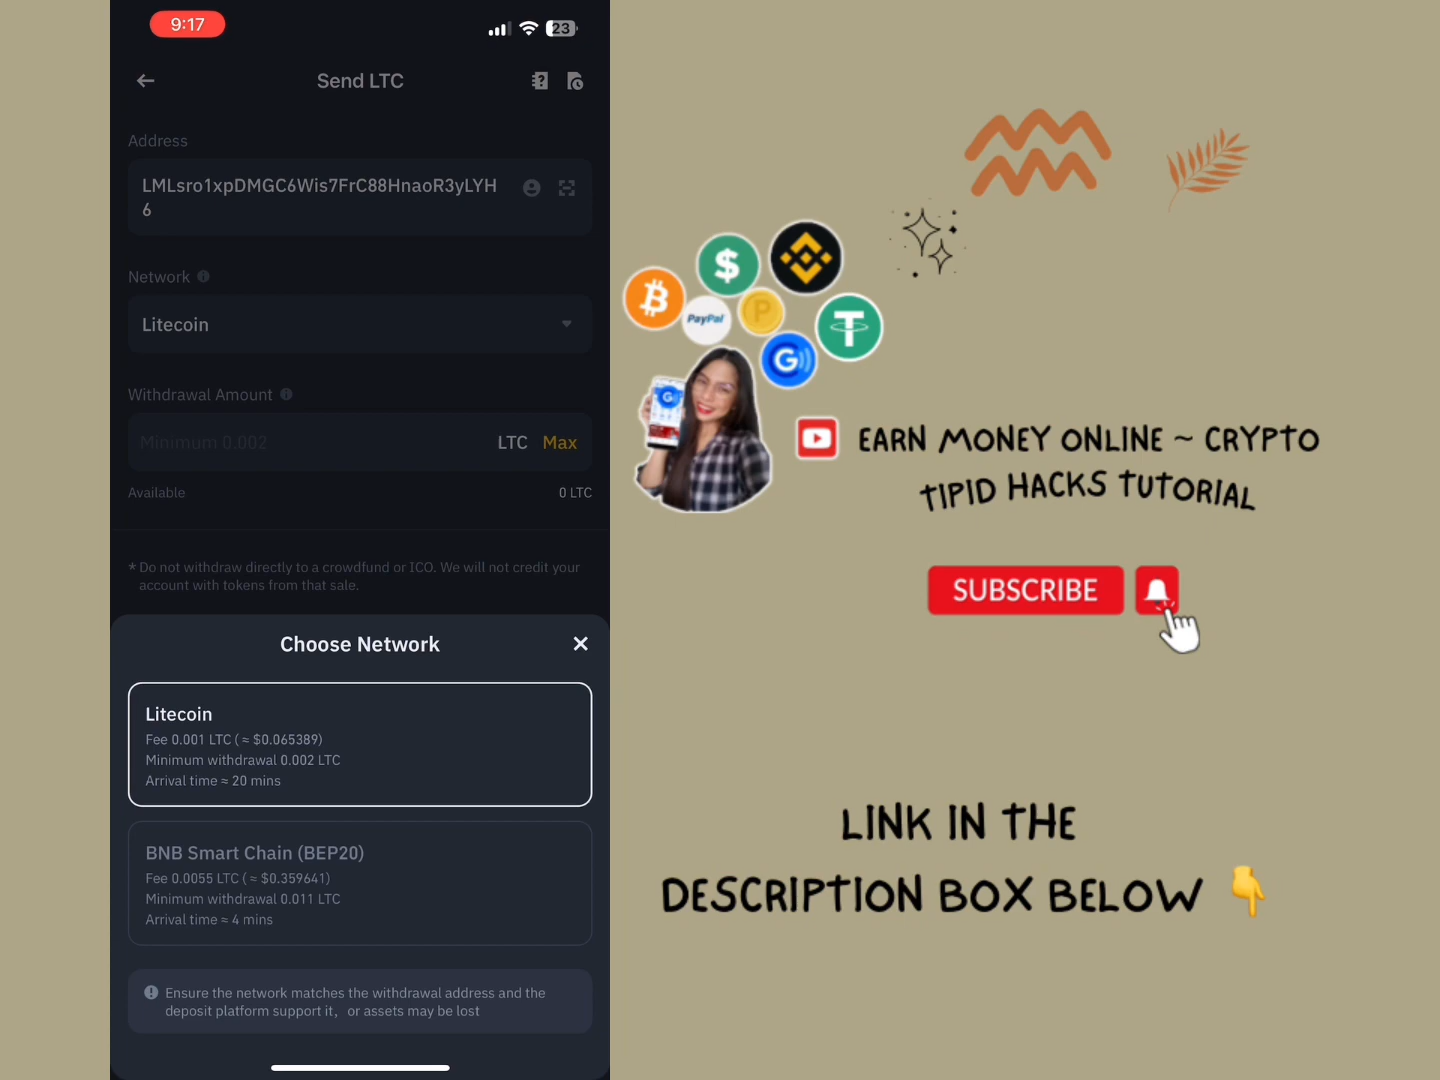 9:17
23
Send LTC
Address
LMLsro1xpDMGC6Wis7FrC88HnaoR3yLYH
6
Network
Litecoin
Withdrawal Amount
Minimum 0.002 LTC Max
Available 0 LTC
* Do not withdraw directly to a crowdfund or ICO. We will not credit your
account with tokens from that sale.
Choose Network
Litecoin
Fee 0.001 LTC ( ≈ $0.065389)
Minimum withdrawal 0.002 LTC
Arrival time ≈ 20 mins
BNB Smart Chain (BEP20)
Fee 0.0055 LTC ( ≈ $0.359641)
Minimum withdrawal 0.011 LTC
Arrival time ≈ 4 mins
Ensure the network matches the withdrawal address and the
deposit platform support it, or assets may be lost
PayPal
EARN MONEY ONLINE ~ CRYPTO
TIPID HACKS TUTORIAL
SUBSCRIBE
LINK IN THE
DESCRIPTION BOX BELOW 👇